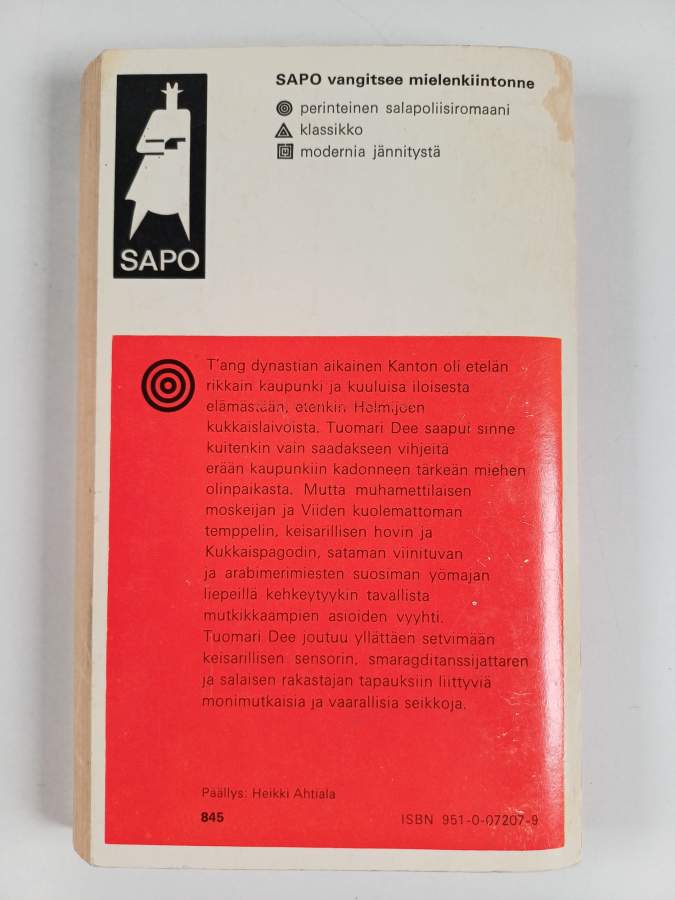 SAPO
SAPO vangitsee mielenkiintonne
perinteinen salapoliisiromaani
klassikko
modernia jännitystä
T'ang dynastian aikainen Kanton oli etelän
rikkain kaupunki ja kuuluisa iloisesta
elämästään, etenkin Helmijoen
kukkaislaivoista. Tuomari Dee saapui sinne
kuitenkin vain saadakseen vihjeitä
erään kaupunkiin kadonneen tärkeän miehen
olinpaikasta. Mutta muhamettilaisen
moskeijan ja Viiden kuolemattoman
temppelin, keisarillisen hovin ja
Kukkaispagodin, sataman viinituvan
ja arabimerimiesten suosiman yömajan
liepeillä kehkeytyykin tavallista
mutkikkaampien asioiden vyyhti.
Tuomari Dee joutuu yllättäen setvimään
keisarillisen sensorin, smaragditanssijattaren
ja salaisen rakastajan tapauksiin liittyviä
monimutkaisia ja vaarallisia seikkoja.
Päällys: Heikki Ahtiala
845
ISBN 951-0-07207-9